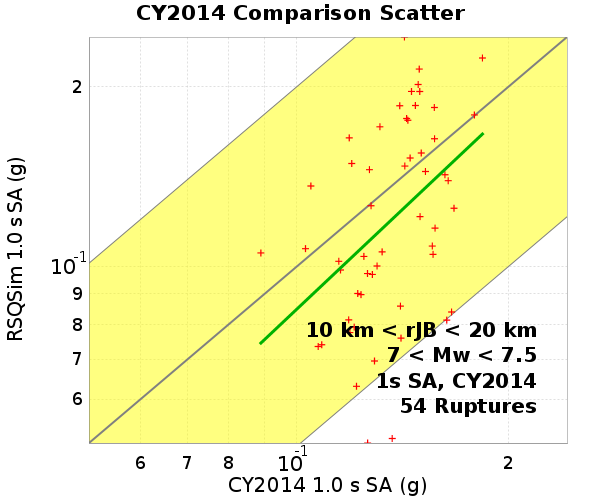 CY2014 Comparison Scatter
RSQSim 1.0 s SA (g)
2
10-1
9
8
7
6
10 km < rJB < 20 km
7 < Mw < 7.5
1s SA, CY2014
54 Ruptures
6 7 8 10-1 2
CY2014 1.0 s SA (g)